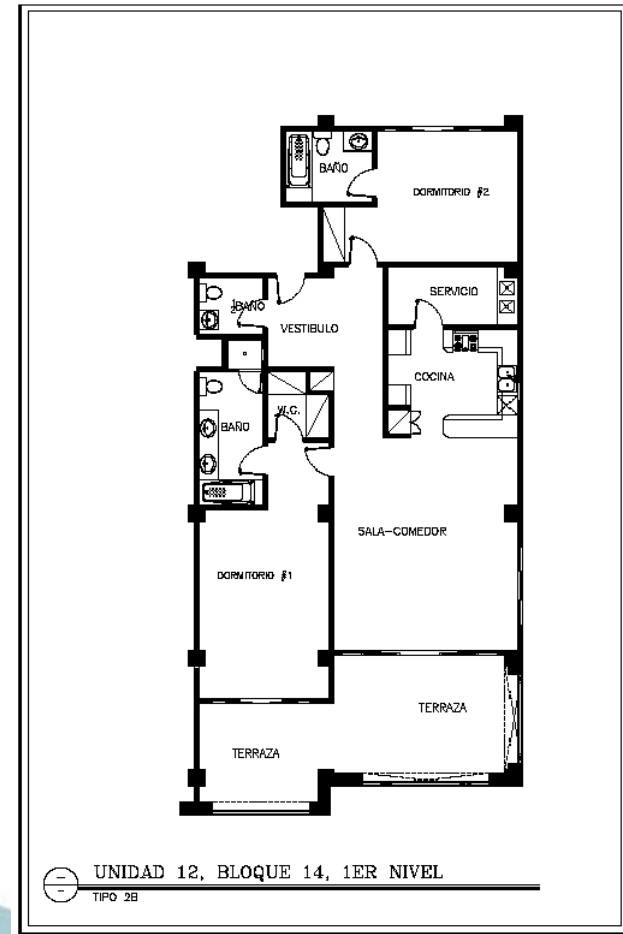 BAÑO
DORMITORIO #2
SERVICIO
½ BAÑO
VESTIBULO
COCINA
W.C.
BAÑO
SALA-COMEDOR
DORMITORIO #1
TERRAZA
TERRAZA
UNIDAD 12, BLOQUE 14, 1ER NIVEL
TIPO 2B